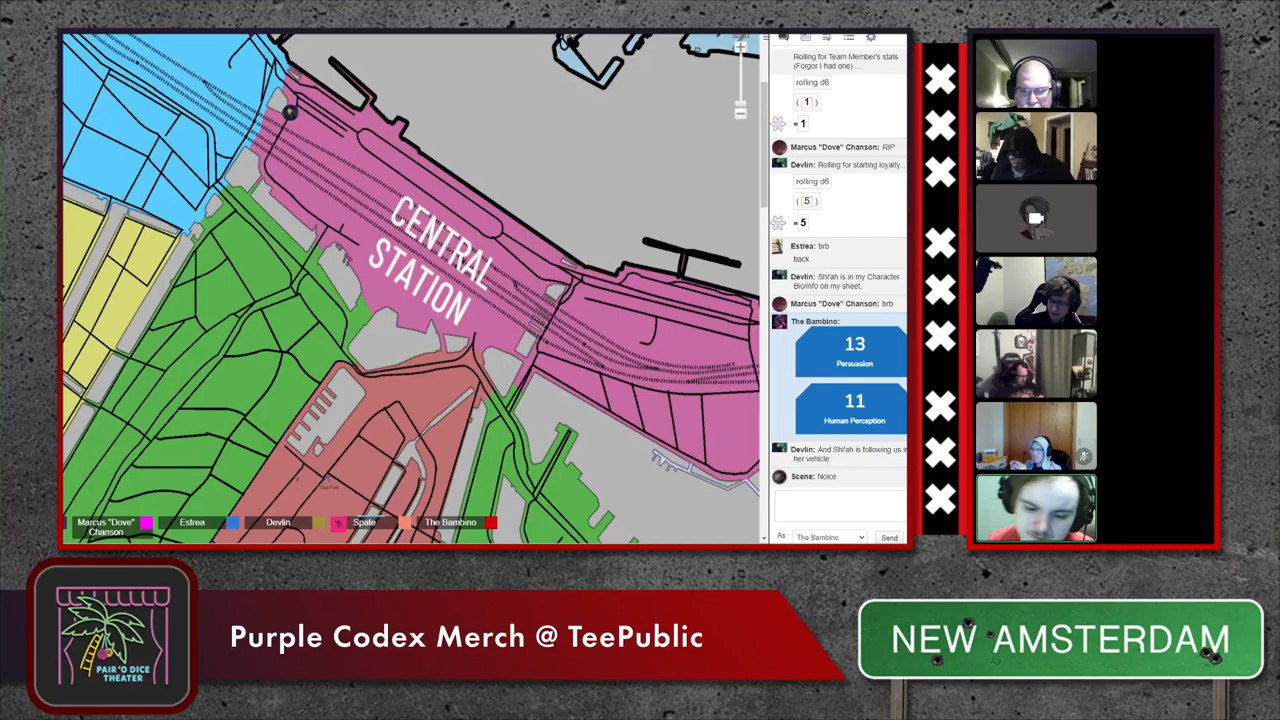 CENTRAL
STATION
Rolling for Team Member's stats
(Forgor I had one) ....
rolling d6
( 1 )
= 1
Marcus "Dove" Chanson: RIP
Devlin: Rolling for starting loyalty...
rolling d6
( 5 )
= 5
Estrea: brb
back
Devlin: Shi'ah is in my Character
Bio/info on my sheet.
Marcus "Dove" Chanson: brb
The Bambino:
13
Persuasion
11
Human Perception
Devlin: And Shi'ah is following us in
her vehicle.
Scene: Noice
As: The Bambino Send
Marcus "Dove"
Chanson
Estrea
Devlin
Spate
The Bambino
PAIR'O DICE
THEATER
Purple Codex Merch @ TeePublic
NEW AMSTERDAM